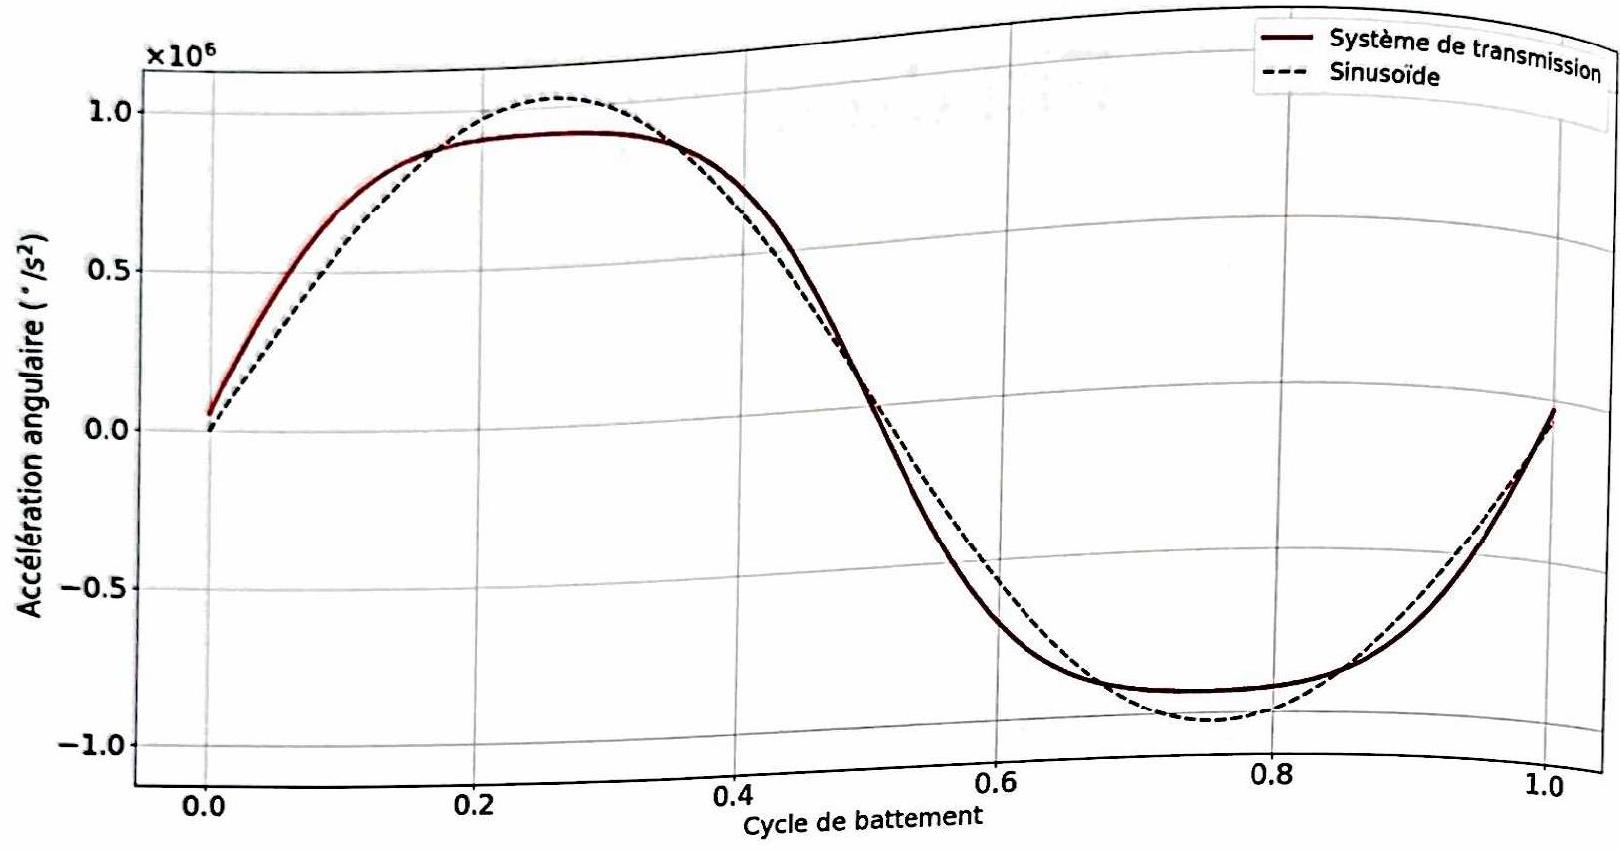 ×10⁶
Système de transmission
Sinusoïde
1.0
0.5
0.0
−0.5
−1.0
Accélération angulaire (°/s²)
0.0 0.2 0.4 0.6 0.8 1.0
Cycle de battement